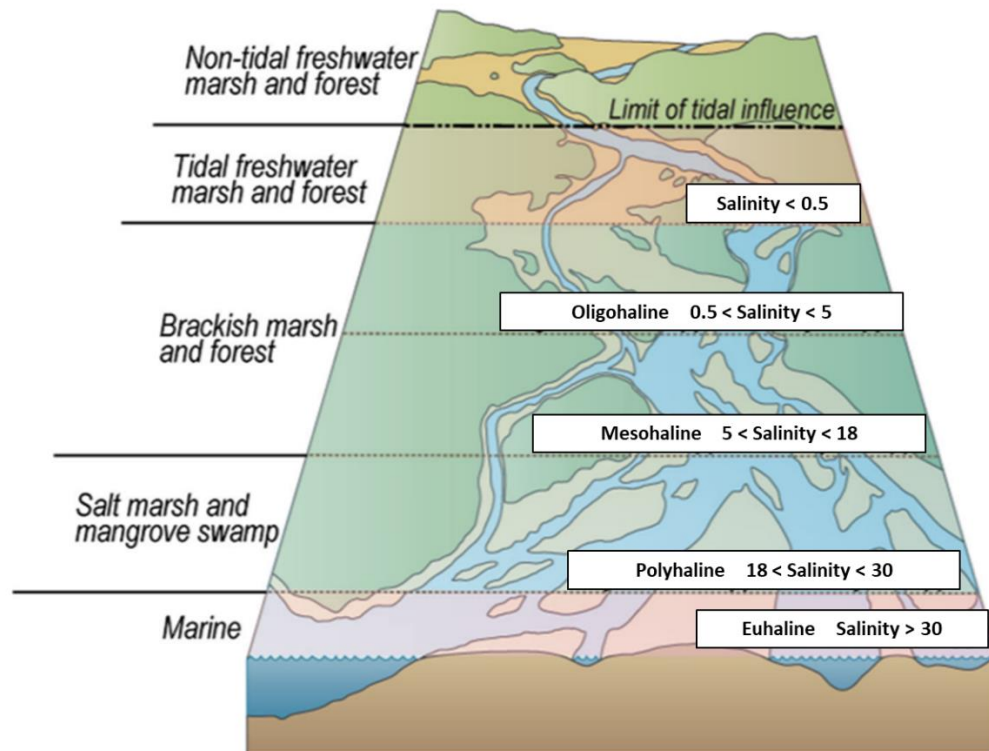 Non-tidal freshwater
marsh and forest
Limit of tidal influence
Tidal freshwater
marsh and forest
Salinity < 0.5
Brackish marsh
and forest
Oligohaline 0.5 < Salinity < 5
Mesohaline 5 < Salinity < 18
Salt marsh and
mangrove swamp
Polyhaline 18 < Salinity < 30
Marine
Euhaline Salinity > 30